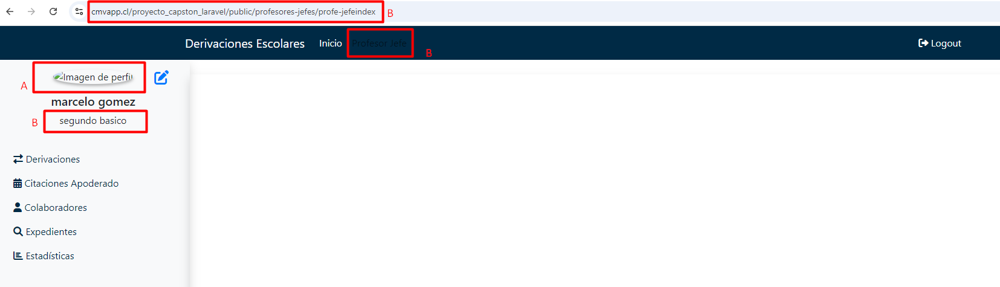 cmvapp.cl/proyecto_capston_laravel/public/profesores-jefes/profe-jefeindex B
Derivaciones Escolares Inicio Profesor Jefe B Logout
A Imagen de perfil
marcelo gomez
B segundo basico
Derivaciones
Citaciones Apoderado
Colaboradores
Expedientes
Estadísticas